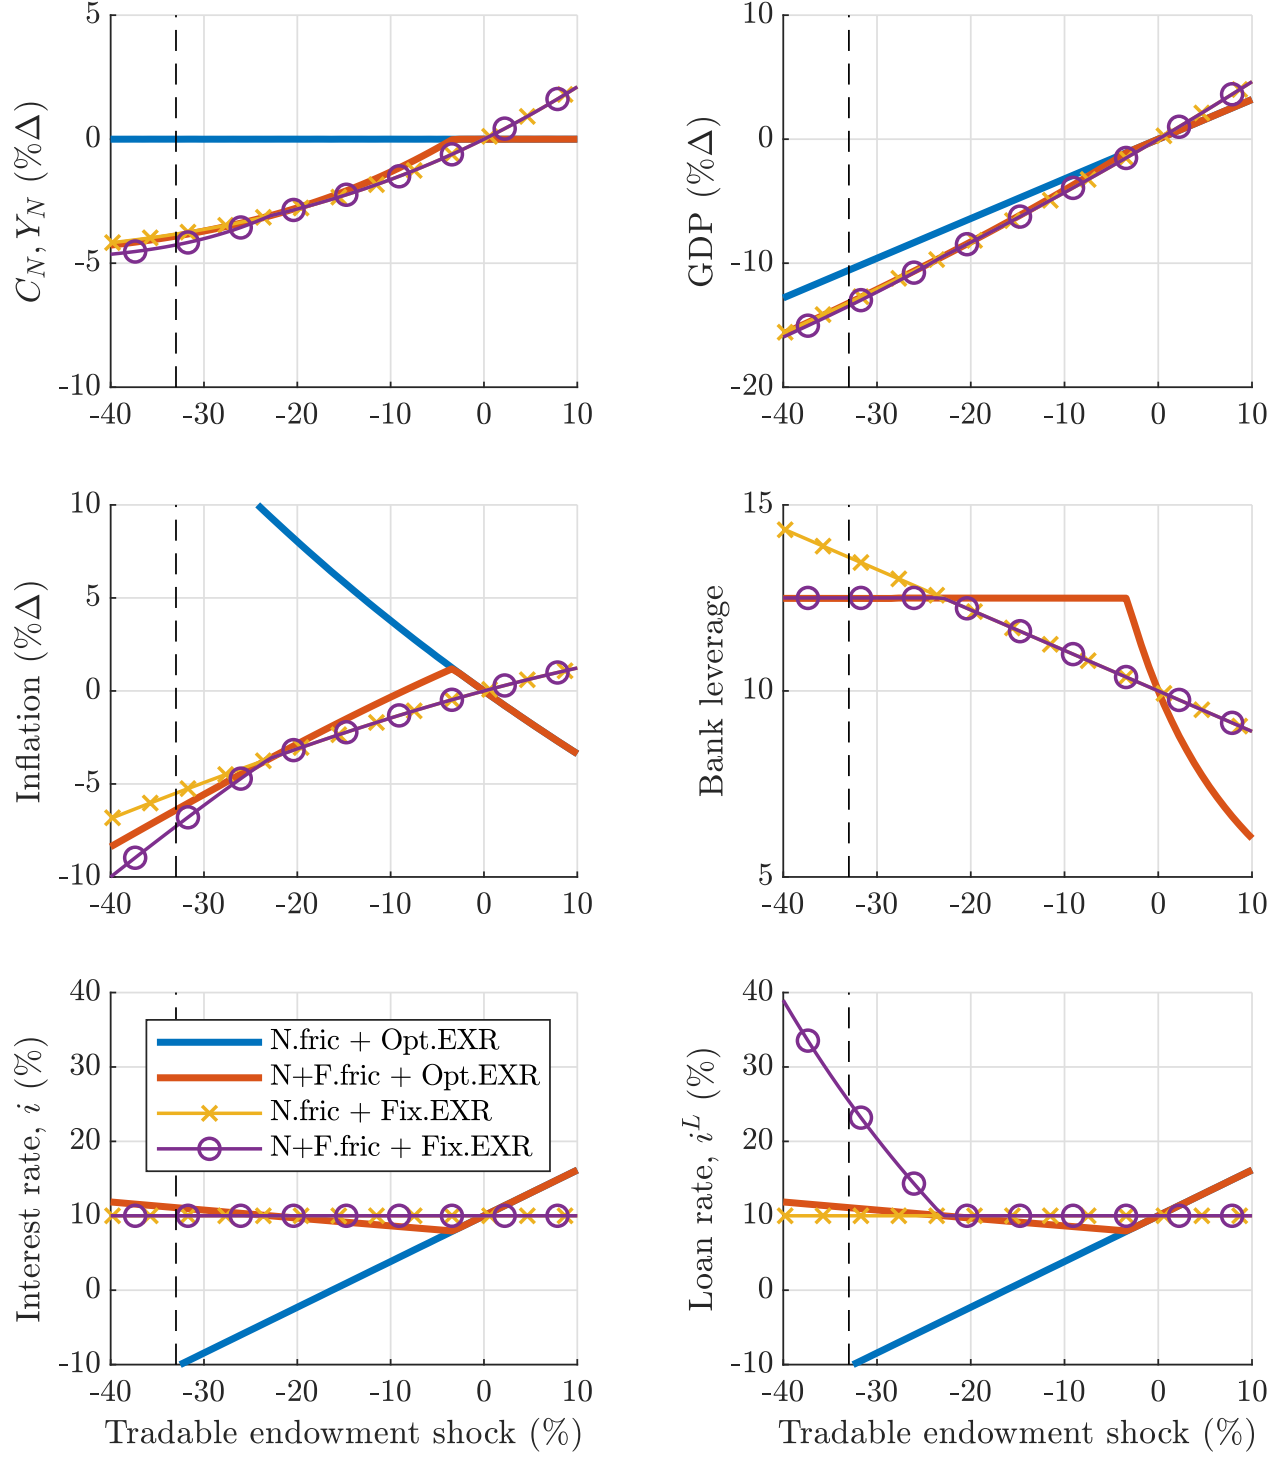 5
0
-5
-10
-40 -30 -20 -10 0 10
C_N, Y_N (%Δ)
10
0
-10
-20
-40 -30 -20 -10 0 10
GDP (%Δ)
10
5
0
-5
-10
-40 -30 -20 -10 0 10
Inflation (%Δ)
15
10
5
-40 -30 -20 -10 0 10
Bank leverage
40
30
20
10
0
-10
-40 -30 -20 -10 0 10
Interest rate, i (%)
Tradable endowment shock (%)
N.fric + Opt.EXR
N+F.fric + Opt.EXR
N.fric + Fix.EXR
N+F.fric + Fix.EXR
40
30
20
10
0
-10
-40 -30 -20 -10 0 10
Loan rate, i^L (%)
Tradable endowment shock (%)